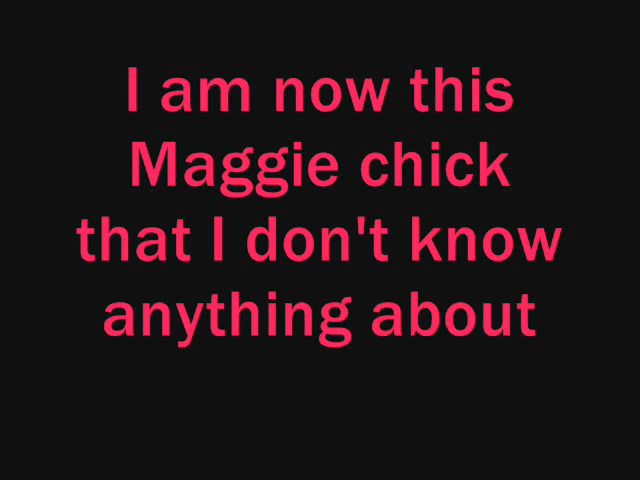 I am now this
Maggie chick
that I don't know
anything about